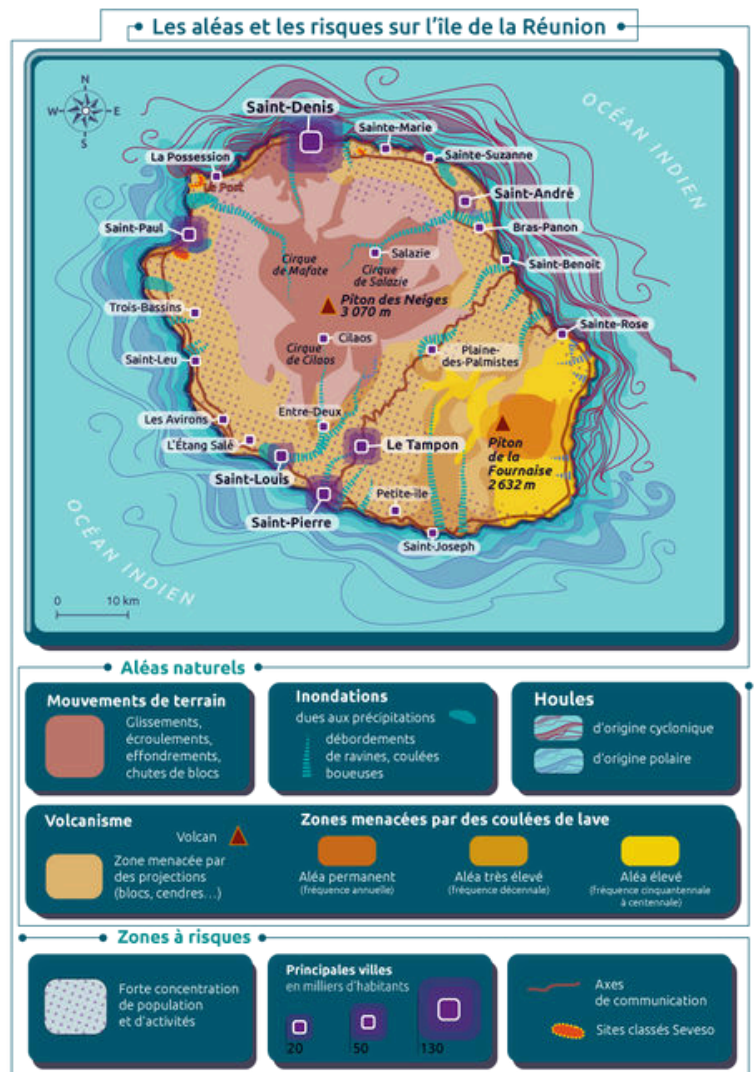 Les aléas et les risques sur l'île de la Réunion
N
W
E
S
OCÉAN INDIEN
Saint-Denis
Sainte-Marie
Sainte-Suzanne
La Possession
Le Port
Saint-André
Saint-Paul
Bras-Panon
Cirque
de Mafate
Salazie
Cirque
de Salazie
Saint-Benoît
Piton des Neiges
3 070 m
Trois-Bassins
Sainte-Rose
Cilaos
Cirque
de Cilaos
Plaine-
des-Palmistes
Saint-Leu
Les Avirons
Entre-Deux
L'Étang Salé
Le Tampon
Piton
de la
Fournaise
2 632 m
Saint-Louis
Saint-Pierre
Petite-île
Saint-Joseph
OCÉAN INDIEN
0 10 km
Aléas naturels
Mouvements de terrain
Glissements,
écroulements,
effondrements,
chutes de blocs
Inondations
dues aux précipitations
débordements
de ravines, coulées
boueuses
Houles
d'origine cyclonique
d'origine polaire
Volcanisme
Volcan
Zone menacée par
des projections
(blocs, cendres...)
Zones menacées par des coulées de lave
Aléa permanent
(fréquence annuelle)
Aléa très élevé
(fréquence décennale)
Aléa élevé
(fréquence cinquantennale
à centennale)
Zones à risques
Forte concentration
de population
et d'activités
Principales villes
en milliers d'habitants
20 50 130
Axes
de communication
Sites classés Seveso